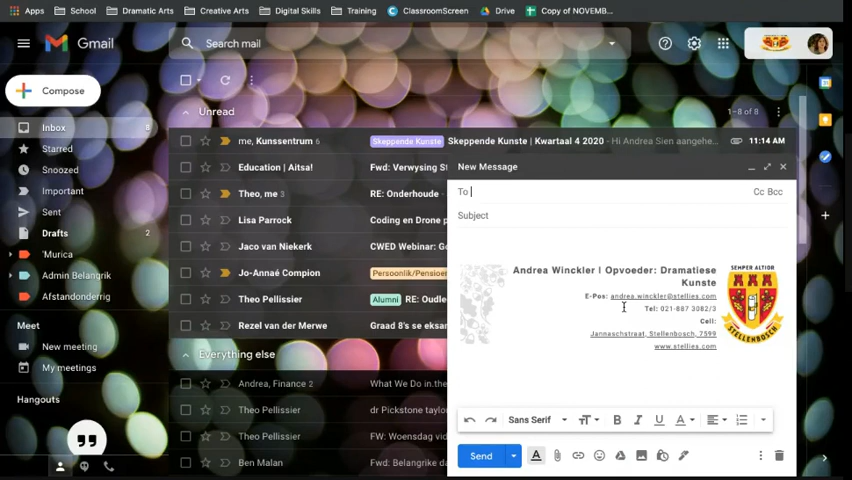 Apps School Dramatic Arts Creative Arts Digital Skills Training ClassroomScreen Drive Copy of NOVEMB...
Gmail Search mail
Compose
Inbox 8
Starred
Snoozed
Important
Sent
Drafts 2
'Murica
Admin Belangrik
Afstandonderrig
Meet
New meeting
My meetings
Hangouts
Unread 1–8 of 8
me, Kunssentrum 6 Skeppende Kunste Skeppende Kunste | Kwartaal 4 2020 - Hi Andrea Sien aangehe... 11:14 AM
Education | Aitsa! Fwd: Verwysing St
Theo, me 3 RE: Onderhoude -
Lisa Parrock Coding en Drone p
Jaco van Niekerk CWED Webinar: Go
Jo-Annaé Compion Persoonlik/Pensioen
Theo Pellissier Alumni RE: Oudle
Rezel van der Merwe Graad 8's se eksan
Everything else
Andrea, Finance 2 What We Do in the
Theo Pellissier dr Pickstone taylor
Theo Pellissier FW: Woensdag vi
Ben Malan Fwd: Belangrike da
New Message
To Cc Bcc
Subject
Andrea Winckler | Opvoeder: Dramatiese
Kunste
E-Pos: andrea.winckler@stellies.com
Tel: 021-887 3082/3
Cell:
Jannaschstraat, Stellenbosch, 7599
www.stellies.com
SEMPER ALTIOR
STELLENBOSCH
Sans Serif
B I U A
Send A